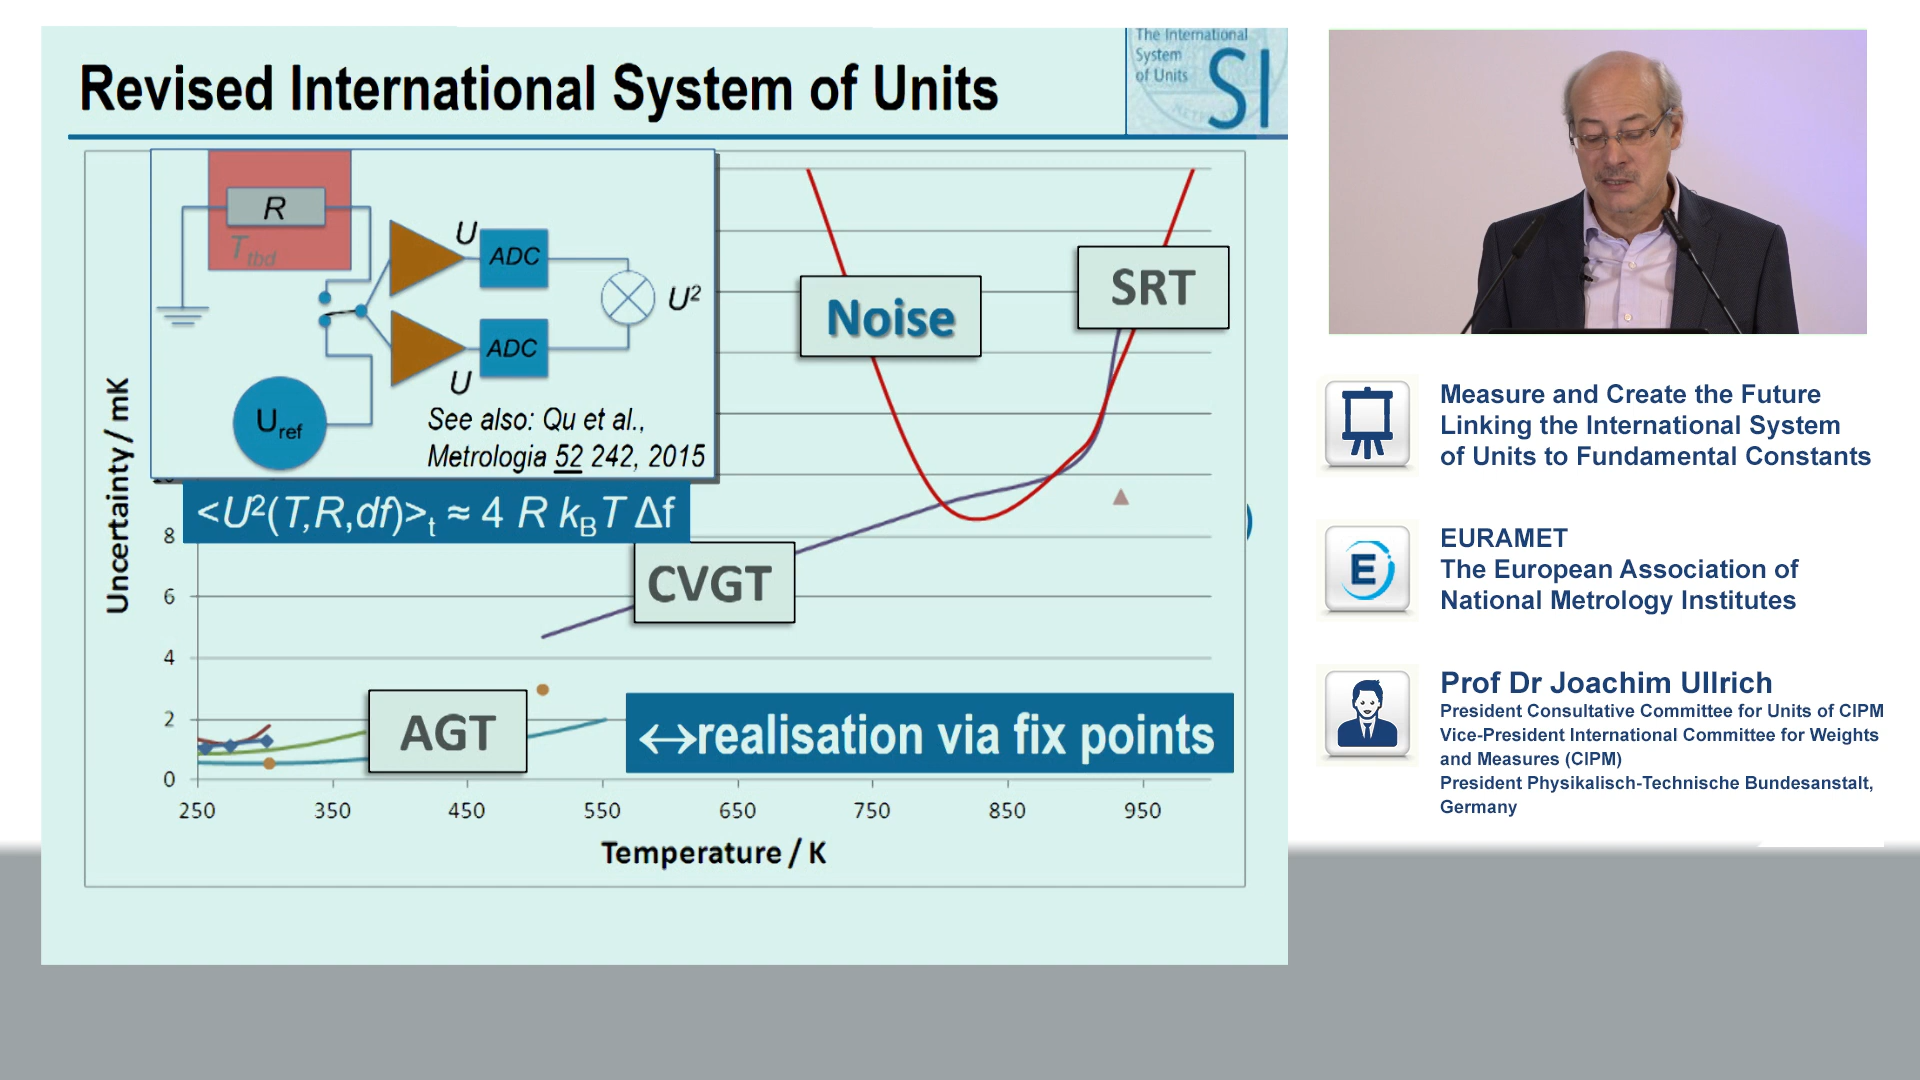 Revised International System of Units
The International
System
of Units
SI
R
T tbd
U
ADC
U²
ADC
U
U ref
See also: Qu et al.,
Metrologia 52 242, 2015
<U²(T,R,df)>t ≈ 4 R kBT Δf
Noise
SRT
CVGT
AGT
↔realisation via fix points
Uncertainty / mK
8
6
4
2
0
250 350 450 550 650 750 850 950
Temperature / K
Measure and Create the Future
Linking the International System
of Units to Fundamental Constants
E
EURAMET
The European Association of
National Metrology Institutes
Prof Dr Joachim Ullrich
President Consultative Committee for Units of CIPM
Vice-President International Committee for Weights
and Measures (CIPM)
President Physikalisch-Technische Bundesanstalt,
Germany